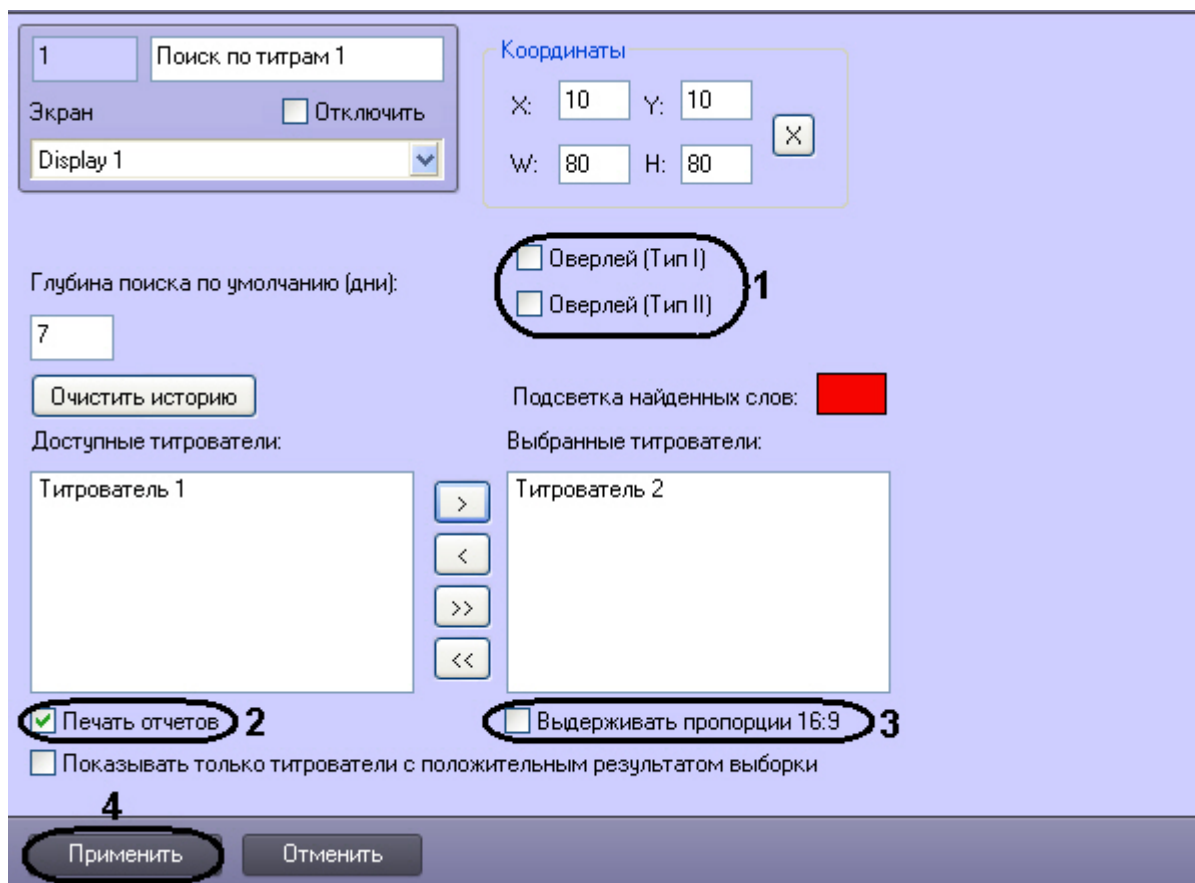 1 Поиск по титрам 1
Экран Отключить
Display 1
Координаты
X: 10 Y: 10
X
W: 80 H: 80
Оверлей (Тип I)
Оверлей (Тип II)
1
Глубина поиска по умолчанию (дни):
7
Очистить историю
Подсветка найденных слов:
Доступные титрователи:
Выбранные титрователи:
Титрователь 1
Титрователь 2
>
<
>>
<<
Печать отчетов 2
Выдерживать пропорции 16:9 3
Показывать только титрователи с положительным результатом выборки
4
Применить
Отменить